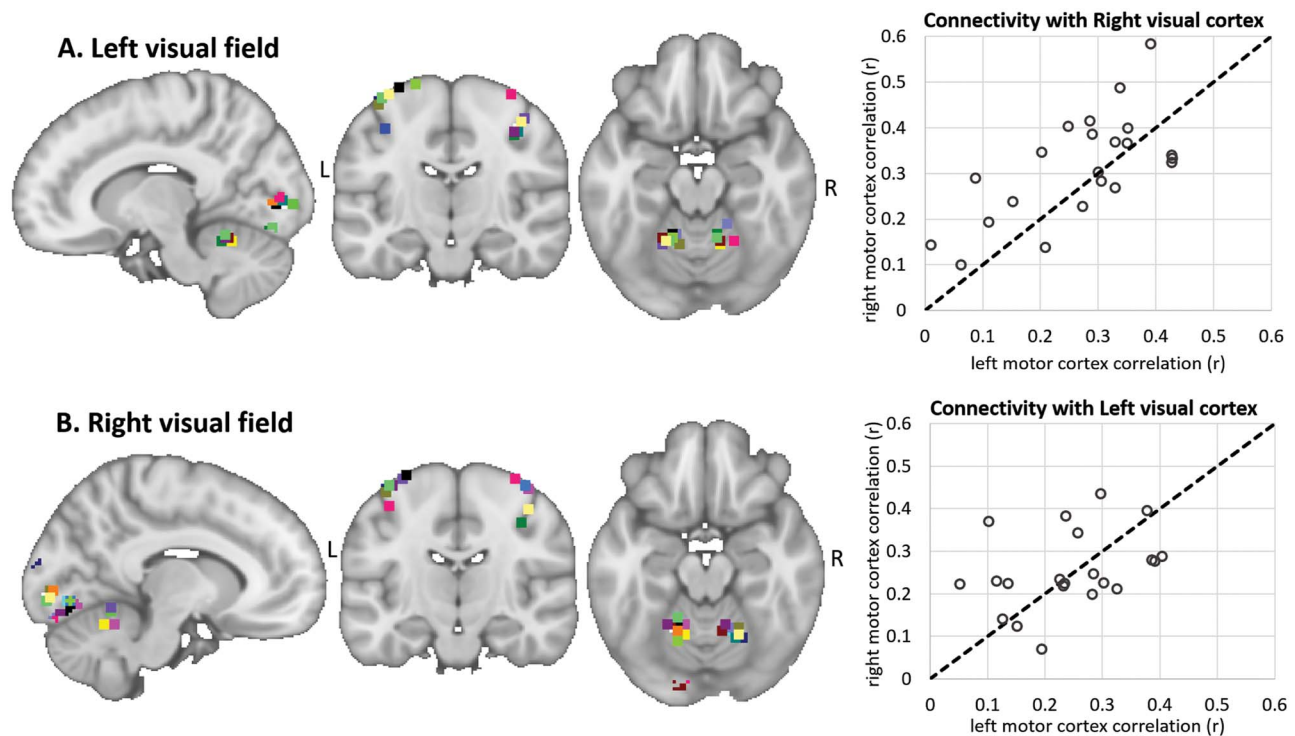 A. Left visual field
L
R
Connectivity with Right visual cortex
right motor cortex correlation (r)
0.6
0.5
0.4
0.3
0.2
0.1
0
0 0.1 0.2 0.3 0.4 0.5 0.6
left motor cortex correlation (r)
B. Right visual field
L
R
Connectivity with Left visual cortex
right motor cortex correlation (r)
0.6
0.5
0.4
0.3
0.2
0.1
0
0 0.1 0.2 0.3 0.4 0.5 0.6
left motor cortex correlation (r)